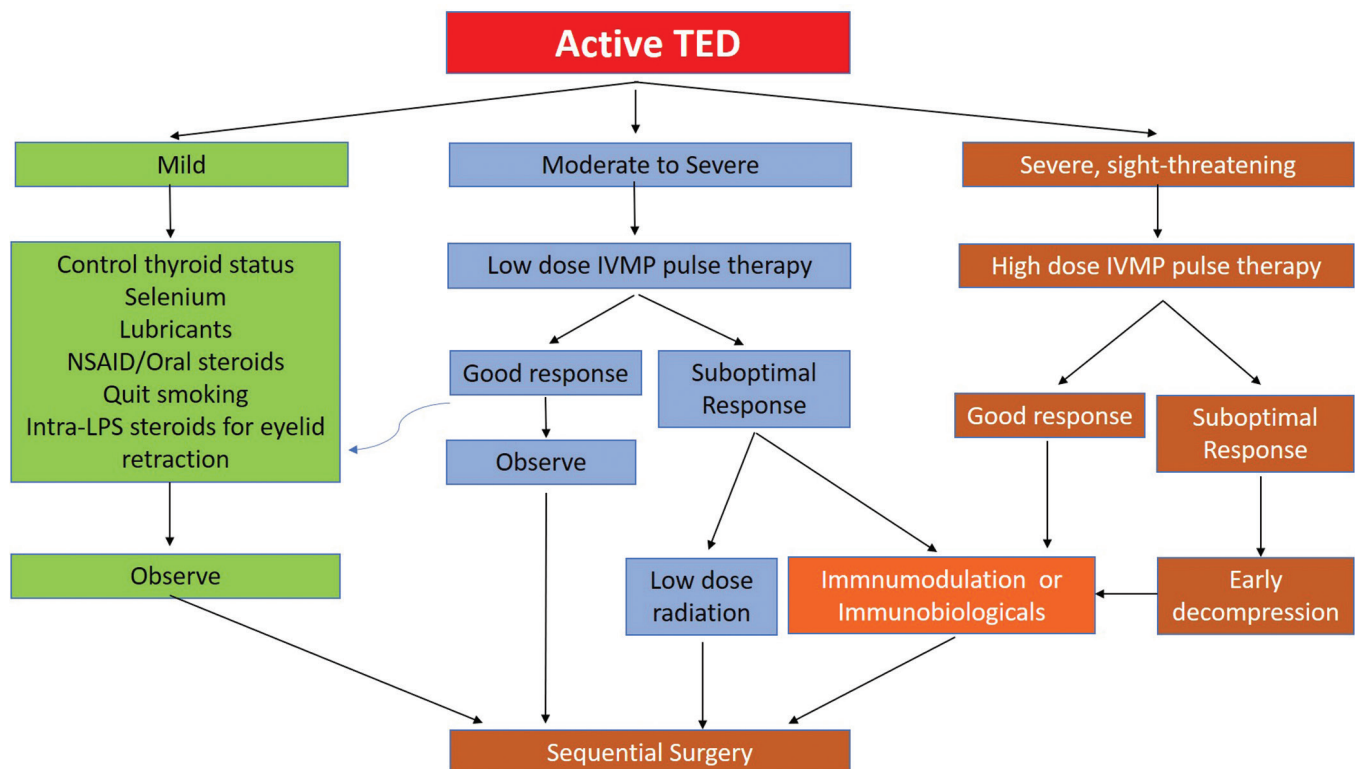 Active TED
Mild
Moderate to Severe
Severe, sight-threatening
Control thyroid status
Selenium
Lubricants
NSAID/Oral steroids
Quit smoking
Intra-LPS steroids for eyelid
retraction
Low dose IVMP pulse therapy
High dose IVMP pulse therapy
Good response
Suboptimal
Response
Good response
Suboptimal
Response
Observe
Observe
Low dose
radiation
Immnumodulation or
Immunobiologicals
Early
decompression
Sequential Surgery